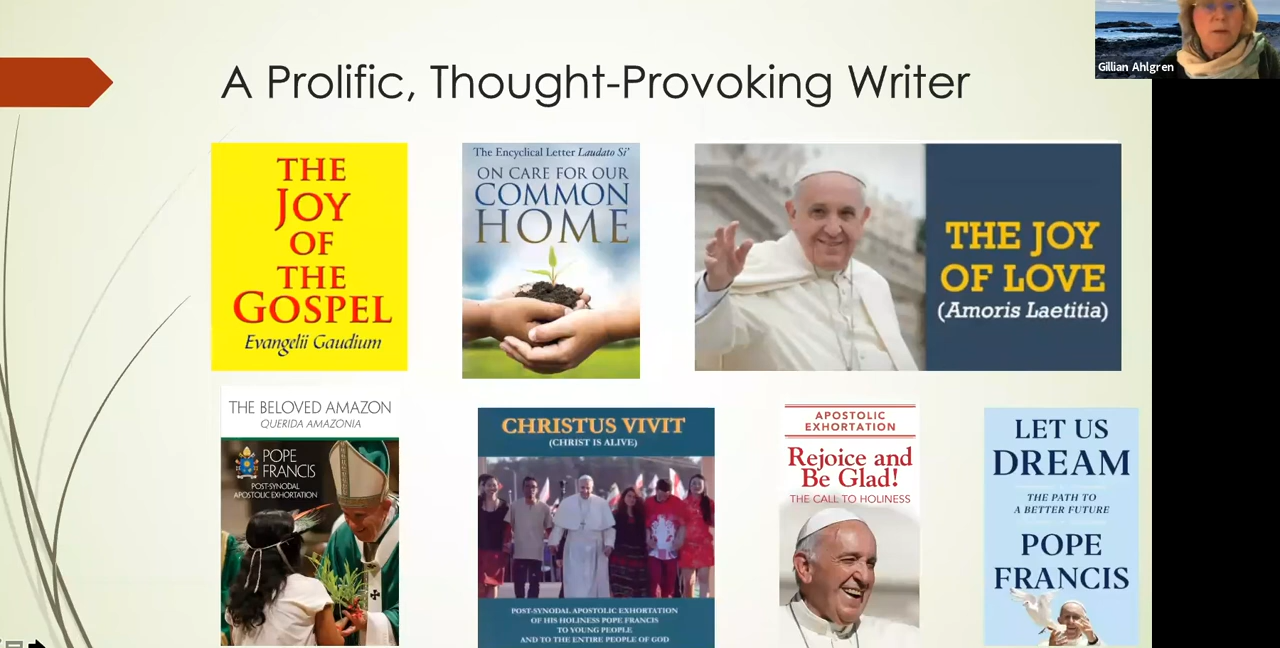 A Prolific, Thought-Provoking Writer
Gillian Ahlgren
THE
JOY
OF
THE
GOSPEL
Evangelii Gaudium
The Encyclical Letter Laudato Si'
ON CARE FOR OUR
COMMON
HOME
THE JOY
OF LOVE
(Amoris Laetitia)
THE BELOVED AMAZON
QUERIDA AMAZONIA
POPE
FRANCIS
POST-SYNODAL
APOSTOLIC EXHORTATION
CHRISTUS VIVIT
(CHRIST IS ALIVE)
POST-SYNODAL APOSTOLIC EXHORTATION
OF HIS HOLINESS POPE FRANCIS
TO YOUNG PEOPLE
AND TO THE ENTIRE PEOPLE OF GOD
APOSTOLIC
EXHORTATION
Rejoice and
Be Glad!
THE CALL TO HOLINESS
LET US
DREAM
THE PATH TO
A BETTER FUTURE
POPE
FRANCIS